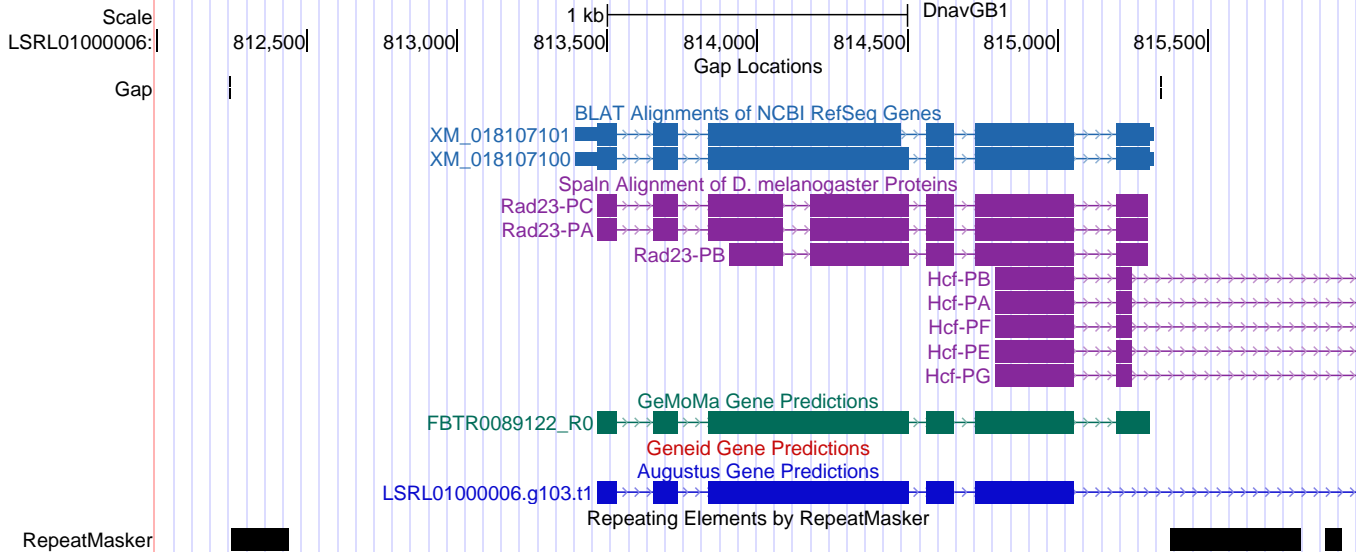 Scale 1 kb DnavGB1
LSRL01000006: 812,500 813,000 813,500 814,000 814,500 815,000 815,500
Gap Locations
Gap
BLAT Alignments of NCBI RefSeq Genes
XM_018107101
XM_018107100
Spaln Alignment of D. melanogaster Proteins
Rad23-PC
Rad23-PA
Rad23-PB
Hcf-PB
Hcf-PA
Hcf-PF
Hcf-PE
Hcf-PG
GeMoMa Gene Predictions
FBTR0089122_R0
Geneid Gene Predictions
Augustus Gene Predictions
LSRL01000006.g103.t1
Repeating Elements by RepeatMasker
RepeatMasker